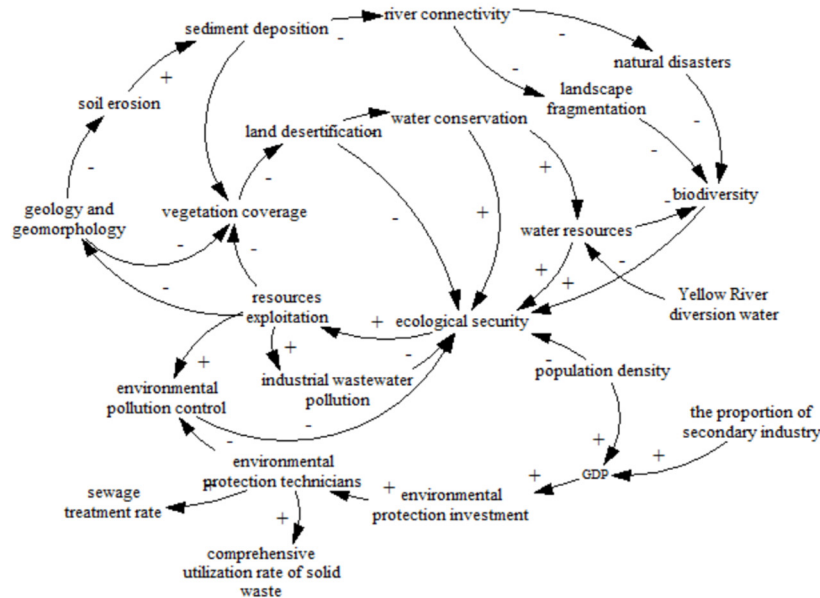 sediment deposition
river connectivity
natural disasters
soil erosion
landscape
fragmentation
land desertification
water conservation
biodiversity
geology and
geomorphology
vegetation coverage
water resources
resources
exploitation
ecological security
Yellow River
diversion water
environmental
pollution control
industrial wastewater
pollution
population density
the proportion of
secondary industry
environmental
protection technicians
GDP
sewage
treatment rate
environmental
protection investment
comprehensive
utilization rate of solid
waste